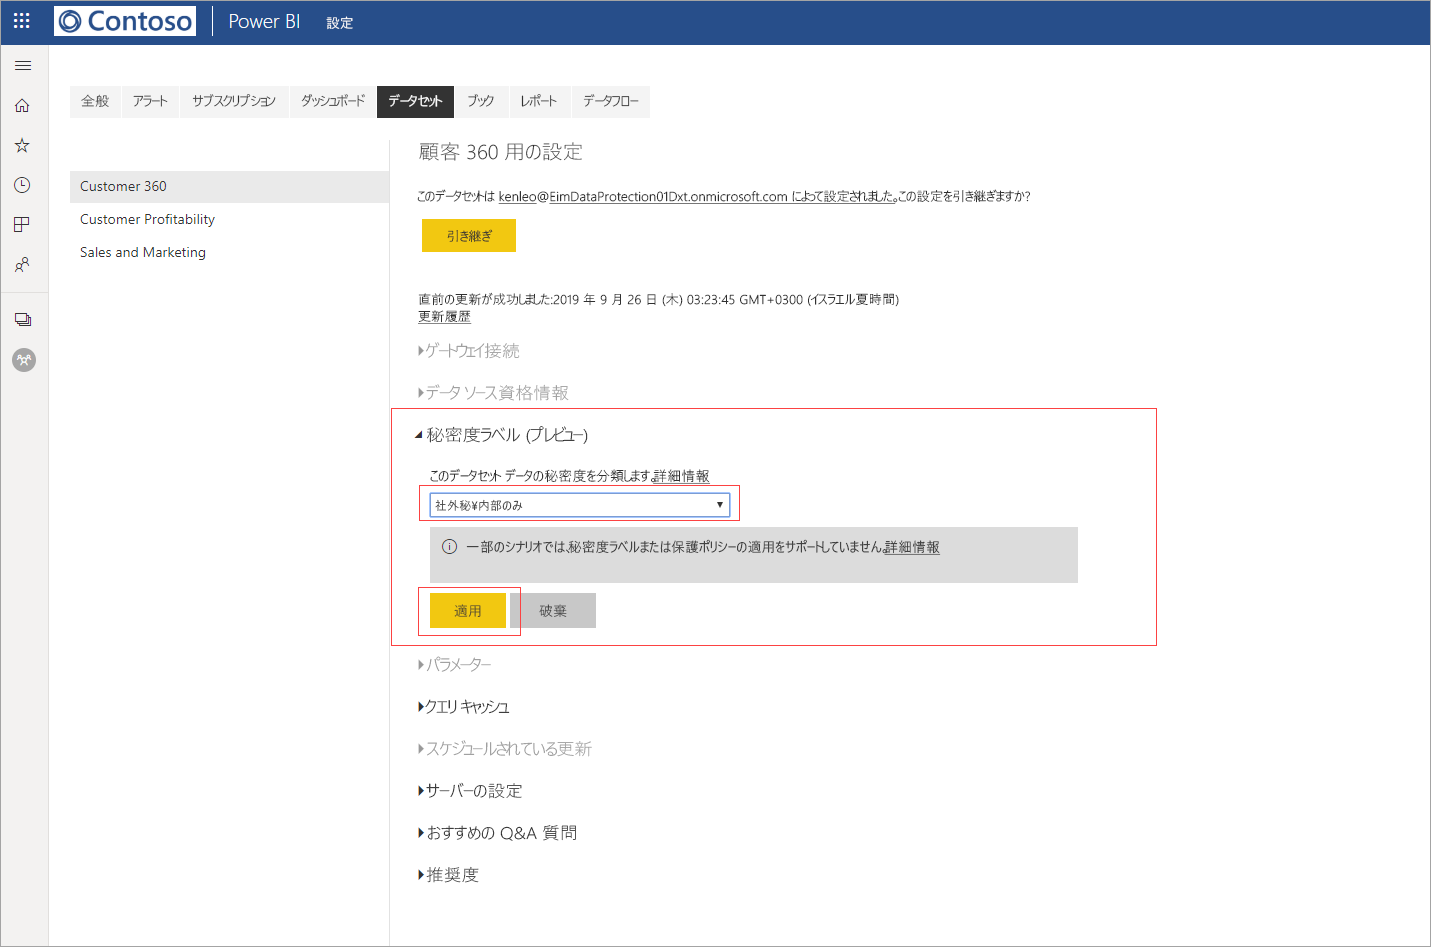 Contoso Power BI 設定
全般 アラート サブスクリプション ダッシュボード データセット ブック レポート データフロー
Customer 360
Customer Profitability
Sales and Marketing
顧客 360 用の設定
このデータセットは kenleo@EimDataProtection01Dxt.onmicrosoft.com によって設定されました。この設定を引き継ぎますか?
引き継ぎ
直前の更新が成功しました:2019 年 9 月 26 日 (木) 03:23:45 GMT+0300 (イスラエル夏時間)
更新履歴
ゲートウェイ接続
データ ソース資格情報
秘密度ラベル (プレビュー)
このデータセット データの秘密度を分類します。詳細情報
社外秘¥内部のみ
一部のシナリオでは、秘密度ラベルまたは保護ポリシーの適用をサポートしていません。詳細情報
適用 破棄
パラメーター
クエリ キャッシュ
スケジュールされている更新
サーバーの設定
おすすめの Q&A 質問
推奨度